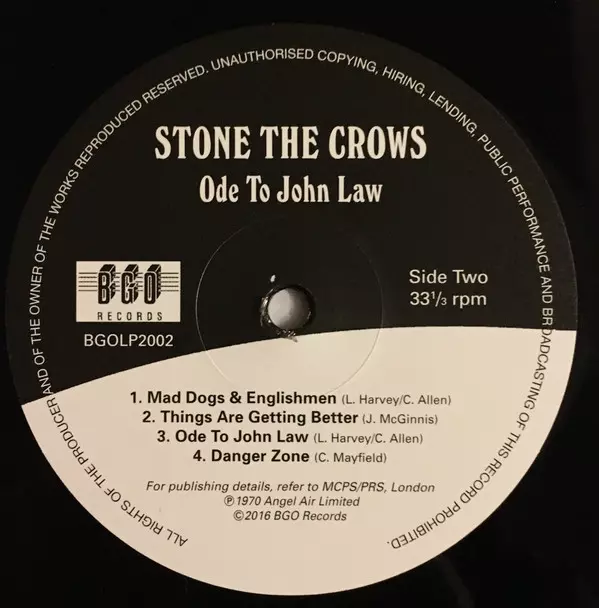 ALL RIGHTS OF THE PRODUCER AND OF THE OWNER OF THE WORKS REPRODUCED RESERVED. UNAUTHORISED COPYING, HIRING, LENDING, PUBLIC PERFORMANCE AND BROADCASTING OF THIS RECORD PROHIBITED.
STONE THE CROWS
Ode To John Law
BGO
RECORDS
BGOLP2002
Side Two
33⅓ rpm
1. Mad Dogs & Englishmen (L. Harvey/C. Allen)
2. Things Are Getting Better (J. McGinnis)
3. Ode To John Law (L. Harvey/C. Allen)
4. Danger Zone (C. Mayfield)
For publishing details, refer to MCPS/PRS, London
℗1970 Angel Air Limited
©2016 BGO Records